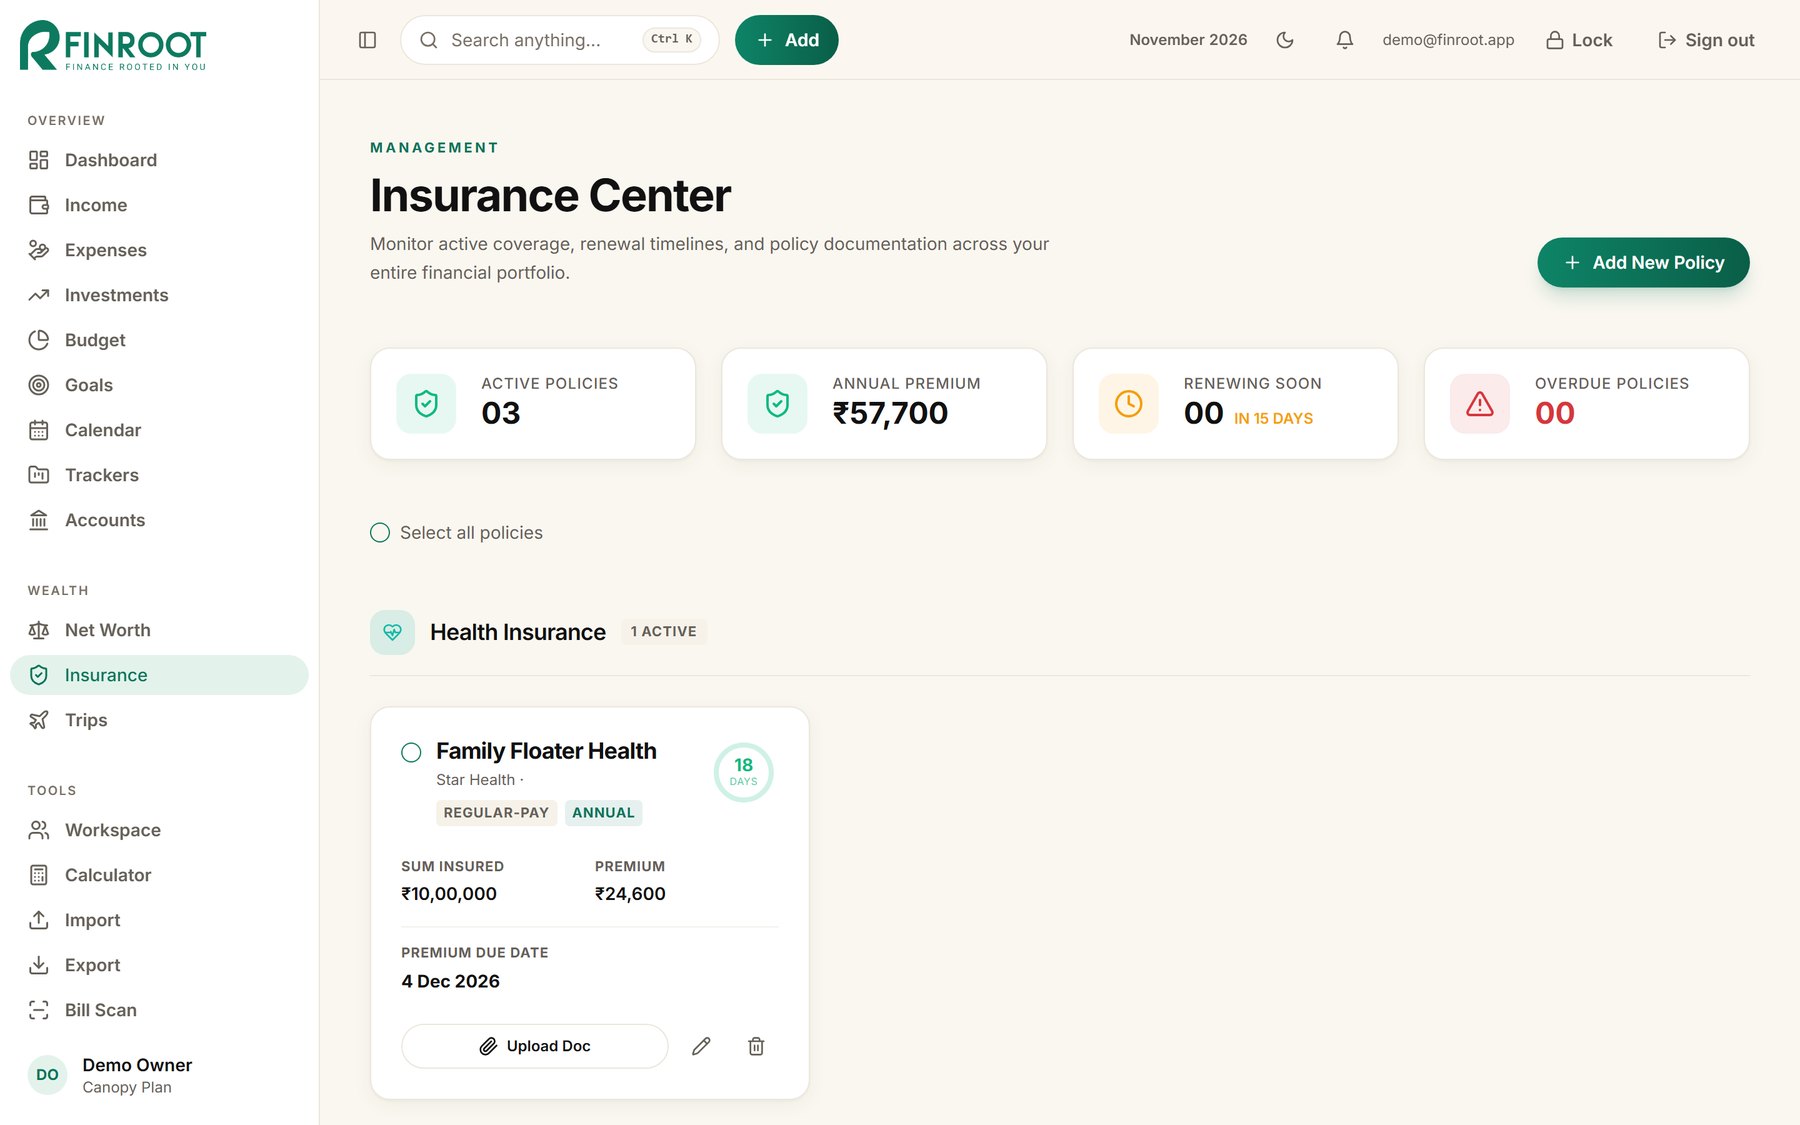 FINROOT
FINANCE ROOTED IN YOU
OVERVIEW
Dashboard
Income
Expenses
Investments
Budget
Goals
Calendar
Trackers
Accounts
WEALTH
Net Worth
Insurance
Trips
TOOLS
Workspace
Calculator
Import
Export
Bill Scan
DO
Demo Owner
Canopy Plan
Search anything...
Ctrl K
Add
November 2026
demo@finroot.app
Lock
Sign out
MANAGEMENT
Insurance Center
Monitor active coverage, renewal timelines, and policy documentation across your
entire financial portfolio.
Add New Policy
ACTIVE POLICIES
03
ANNUAL PREMIUM
₹57,700
RENEWING SOON
00 IN 15 DAYS
OVERDUE POLICIES
00
Select all policies
Health Insurance
1 ACTIVE
Family Floater Health
Star Health ·
REGULAR-PAY
ANNUAL
18
DAYS
SUM INSURED
₹10,00,000
PREMIUM
₹24,600
PREMIUM DUE DATE
4 Dec 2026
Upload Doc